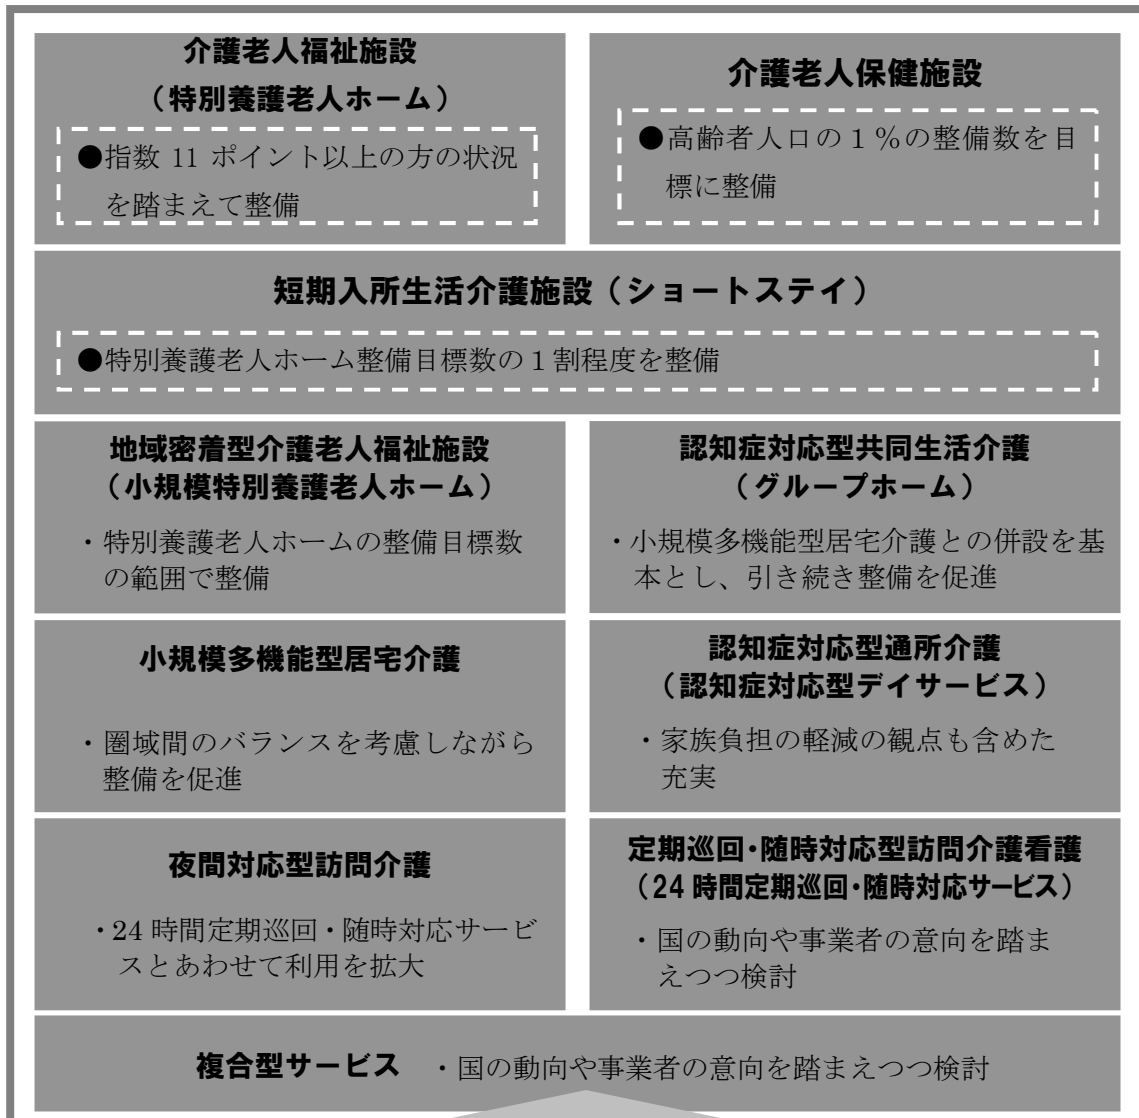 介護老人福祉施設
（特別養護老人ホーム）
●指数 11 ポイント以上の方の状況
を踏まえて整備
介護老人保健施設
●高齢者人口の１％の整備数を目
標に整備
短期入所生活介護施設（ショートステイ）
●特別養護老人ホーム整備目標数の１割程度を整備
地域密着型介護老人福祉施設
（小規模特別養護老人ホーム）
・特別養護老人ホームの整備目標数
の範囲で整備
認知症対応型共同生活介護
（グループホーム）
・小規模多機能型居宅介護との併設を基
本とし、引き続き整備を促進
小規模多機能型居宅介護
・圏域間のバランスを考慮しながら
整備を促進
認知症対応型通所介護
（認知症対応型デイサービス）
・家族負担の軽減の観点も含めた
充実
夜間対応型訪問介護
・24 時間定期巡回・随時対応サービ
スとあわせて利用を拡大
定期巡回・随時対応型訪問介護看護
（24 時間定期巡回・随時対応サービス）
・国の動向や事業者の意向を踏ま
えつつ検討
複合型サービス ・国の動向や事業者の意向を踏まえつつ検討